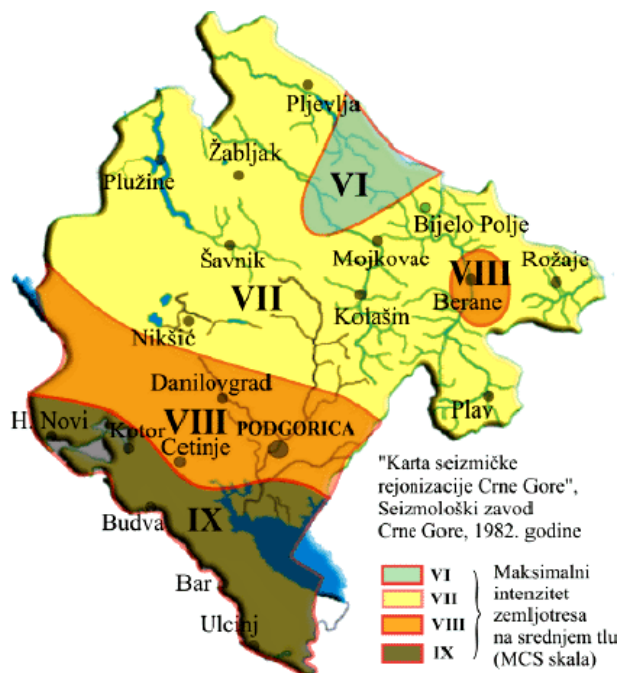 Pljevlja
Žabljak
Plužine
VI
Bijelo Polje
Šavnik
Mojkovac
VIII
Rožaje
VII
Berane
Kolašin
Nikšić
Danilovgrad
Plav
H. Novi
VIII
PODGORICA
Kotor
Cetinje
Budva
IX
Bar
Ulcinj
"Karta seizmičke
rejonizacije Crne Gore",
Seizmološki zavod
Crne Gore, 1982. godine
VI
VII
VIII
IX
Maksimalni
intenzitet
zemljotresa
na srednjem tlu
(MCS skala)